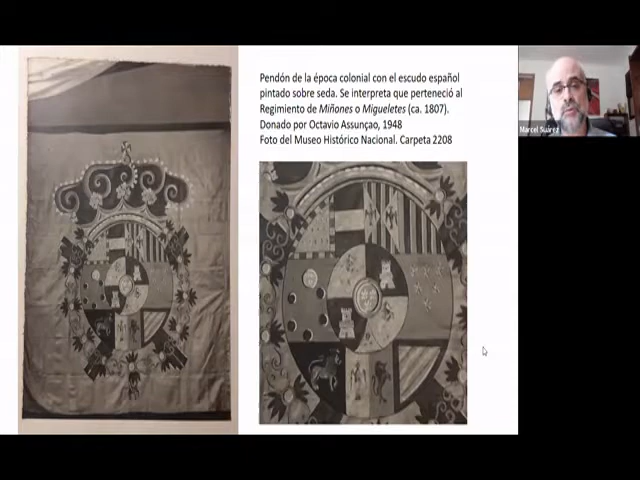 Pendón de la época colonial con el escudo español
pintado sobre seda. Se interpreta que perteneció al
Regimiento de Miñones o Migueletes (ca. 1807).
Donado por Octavio Assunçao, 1948
Foto del Museo Histórico Nacional. Carpeta 2208
Marcel Suárez